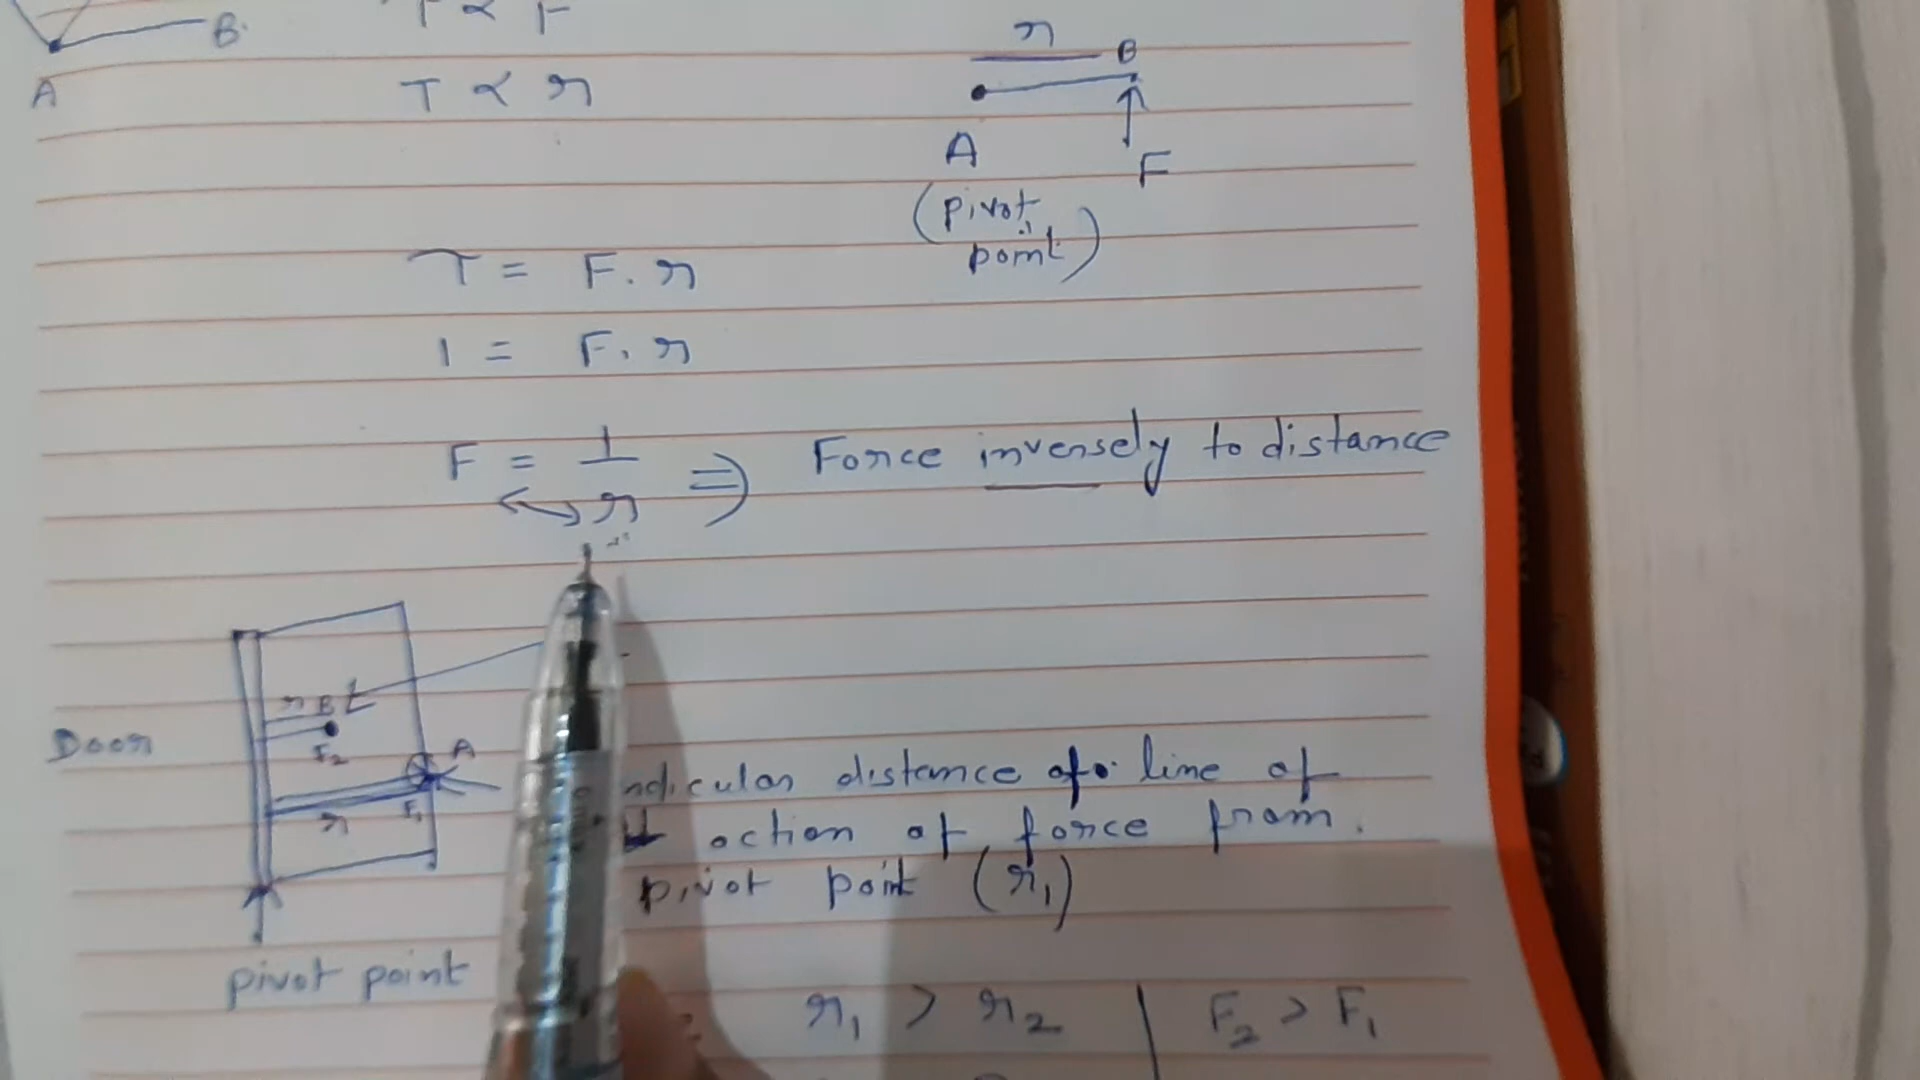 T ∝ F
B
A
T ∝ r
r
B
A
F
(pivot
point)
T = F. r
1 = F. r
F = 1/r ⇒ Force inversely to distance
r B
F2
Door
A
r
F1
distance of line of
action of force from.
pivot point (r1)
pivot point
r1 > r2 | F2 > F1